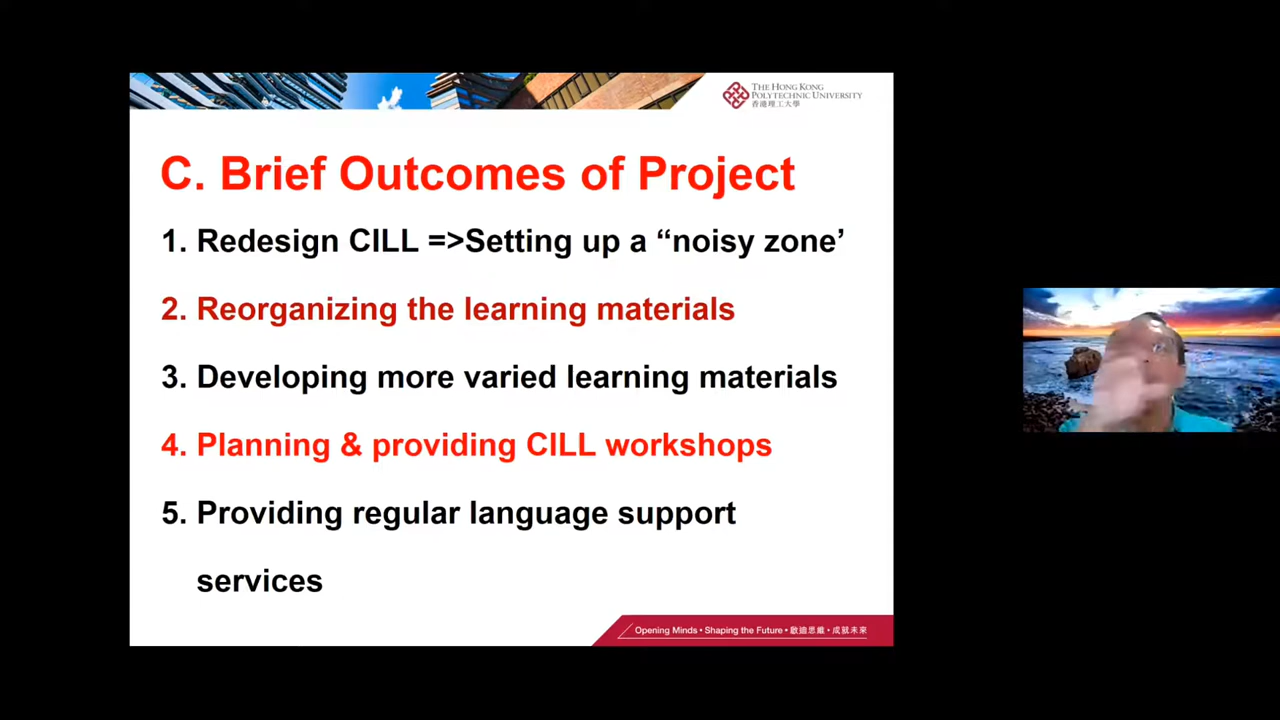 THE HONG KONG
POLYTECHNIC UNIVERSITY
香港理工大學
C. Brief Outcomes of Project
1. Redesign CILL =>Setting up a “noisy zone’
2. Reorganizing the learning materials
3. Developing more varied learning materials
4. Planning & providing CILL workshops
5. Providing regular language support
services
Opening Minds • Shaping the Future • 啟迪思維 • 成就未來